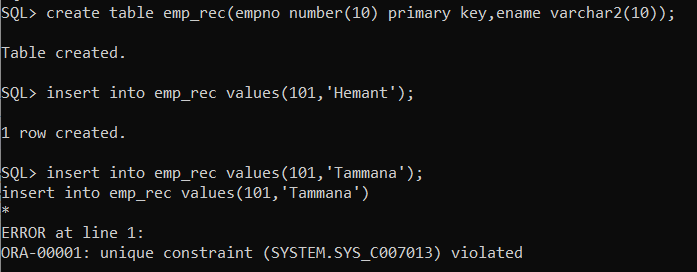 SQL> create table emp_rec(empno number(10) primary key,ename varchar2(10));
Table created.
SQL> insert into emp_rec values(101,'Hemant');
1 row created.
SQL> insert into emp_rec values(101,'Tammana');
insert into emp_rec values(101,'Tammana')
*
ERROR at line 1:
ORA-00001: unique constraint (SYSTEM.SYS_C007013) violated